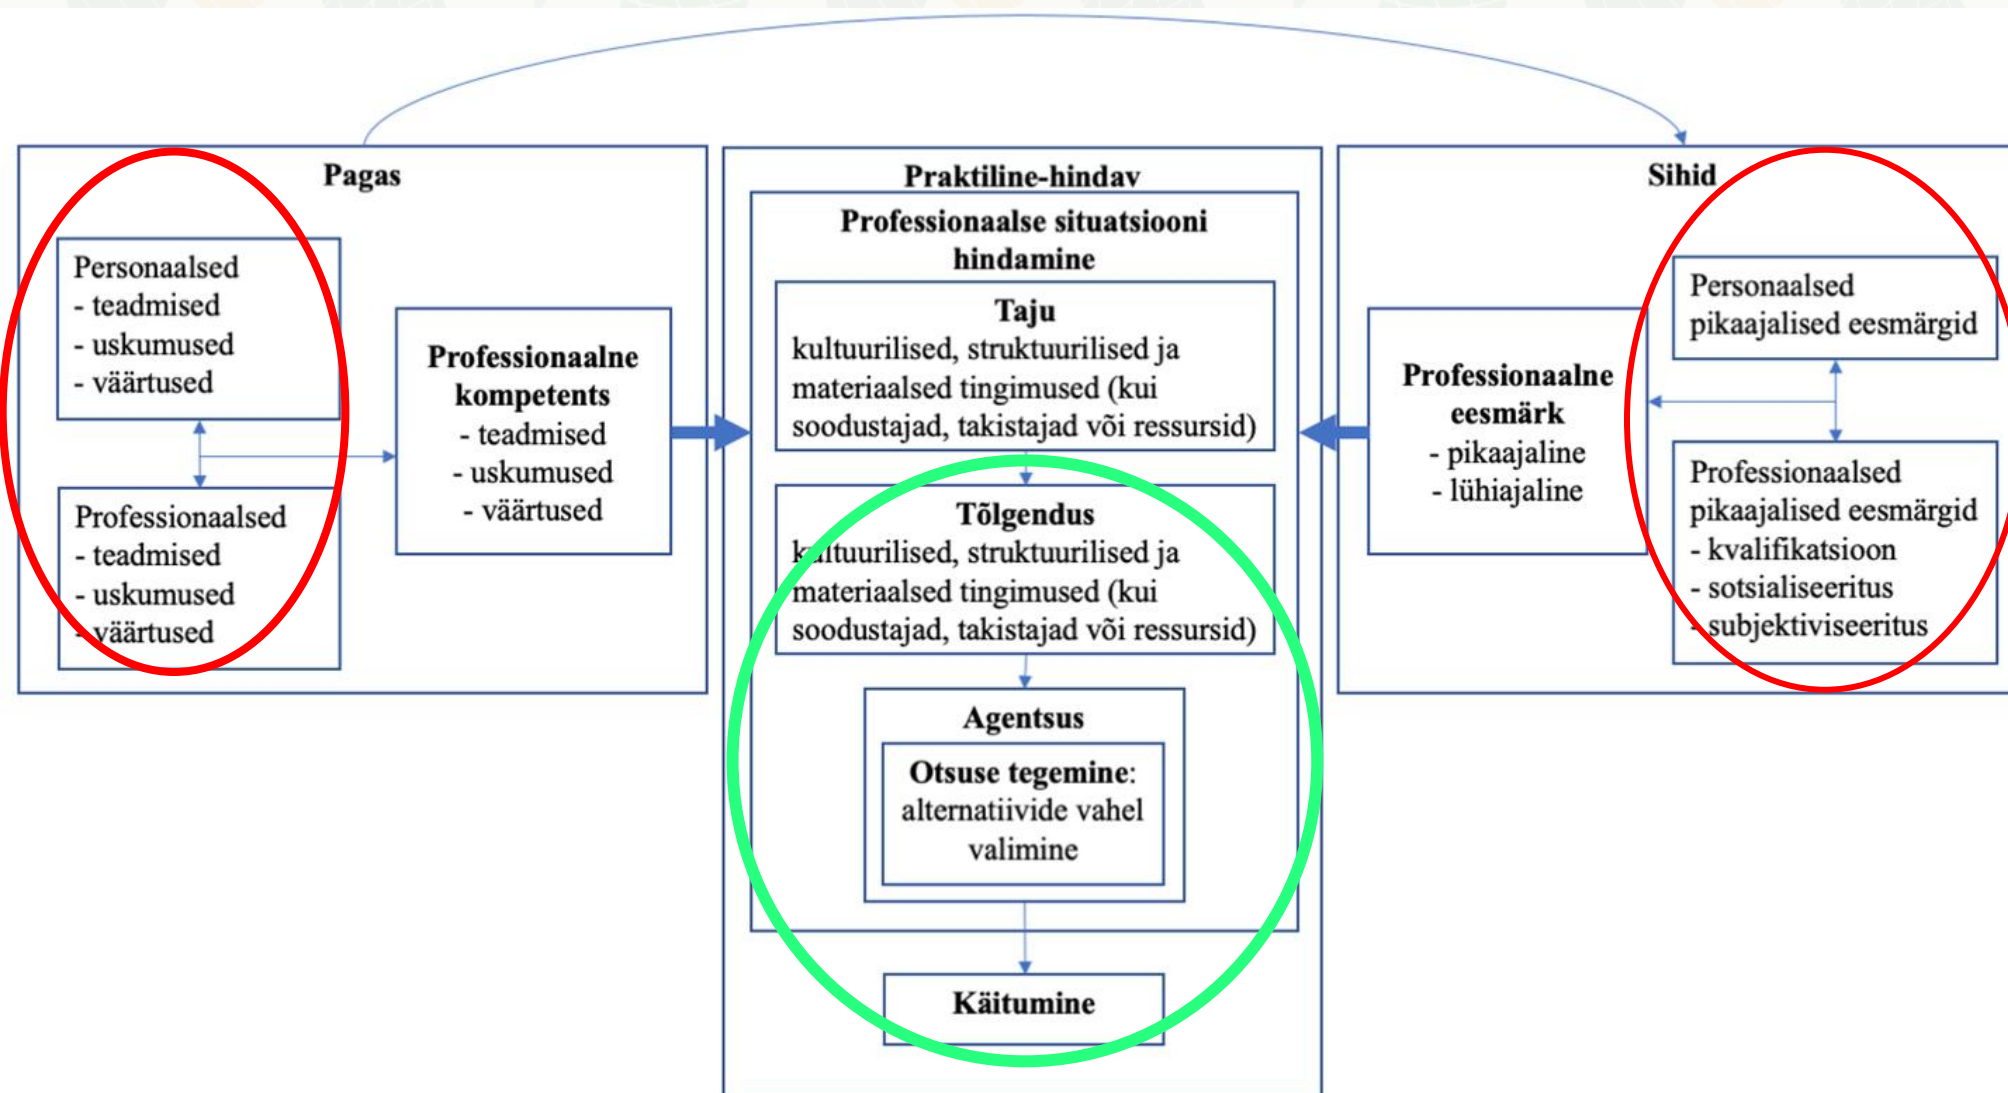 Pagas
Personaalsed
- teadmised
- uskumused
- väärtused
Professionaalsed
- teadmised
- uskumused
- väärtused
Professionaalne
kompetents
- teadmised
- uskumused
- väärtused
Praktiline-hindav
Professionaalse situatsiooni
hindamine
Taju
kultuurilised, struktuurilised ja
materiaalsed tingimused (kui
soodustajad, takistajad või ressursid)
Tõlgendus
kultuurilised, struktuurilised ja
materiaalsed tingimused (kui
soodustajad, takistajad või ressursid)
Agentsus
Otsuse tegemine:
alternatiivide vahel
valimine
Käitumine
Sihid
Professionaalne
eesmärk
- pikaajaline
- lühiajaline
Personaalsed
pikaajalised eesmärgid
Professionaalsed
pikaajalised eesmärgid
- kvalifikatsioon
- sotsialiseeritus
- subjektiviseeritus